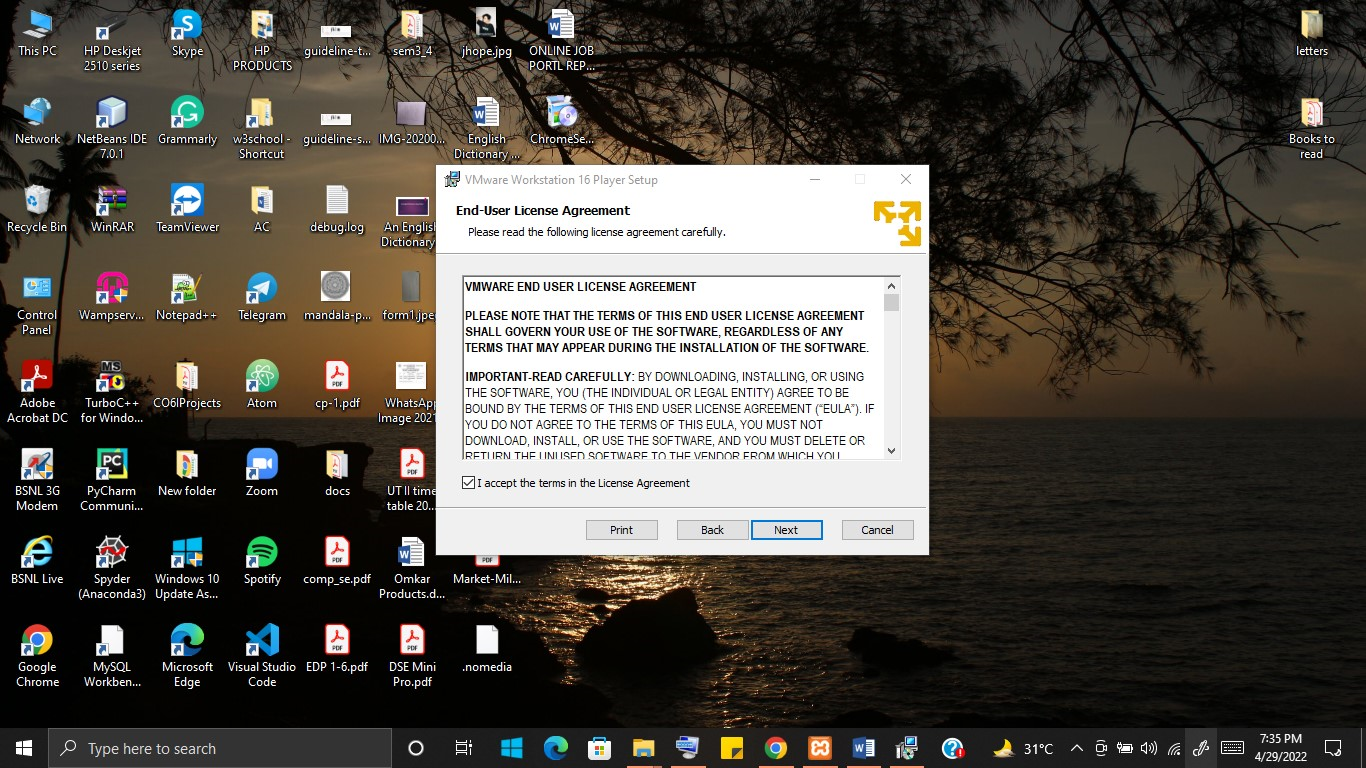 This PC
HP Deskjet
2510 series
Skype
HP
PRODUCTS
guideline-t...
sem3_4
jhope.jpg
ONLINE JOB
PORTL REP...
letters
Network
NetBeans IDE
7.0.1
Grammarly
w3school -
Shortcut
guideline-s...
IMG-20200...
English
Dictionary ...
ChromeSe...
Books to
read
Recycle Bin
WinRAR
TeamViewer
AC
debug.log
An English
Dictionary
Control
Panel
Wampserv...
Notepad++
Telegram
mandala-p...
form1.jpeg
Adobe
Acrobat DC
TurboC++
for Windo...
CO6IProjects
Atom
cp-1.pdf
WhatsApp
Image 2021
BSNL 3G
Modem
PyCharm
Communi...
New folder
Zoom
docs
UT II time
table 20...
BSNL Live
Spyder
(Anaconda3)
Windows 10
Update As...
Spotify
comp_se.pdf
Omkar
Products.d...
Market-Mil...
Google
Chrome
MySQL
Workben...
Microsoft
Edge
Visual Studio
Code
EDP 1-6.pdf
DSE Mini
Pro.pdf
.nomedia
VMware Workstation 16 Player Setup
End-User License Agreement
Please read the following license agreement carefully.
VMWARE END USER LICENSE AGREEMENT
PLEASE NOTE THAT THE TERMS OF THIS END USER LICENSE AGREEMENT
SHALL GOVERN YOUR USE OF THE SOFTWARE, REGARDLESS OF ANY
TERMS THAT MAY APPEAR DURING THE INSTALLATION OF THE SOFTWARE.
IMPORTANT-READ CAREFULLY: BY DOWNLOADING, INSTALLING, OR USING
THE SOFTWARE, YOU (THE INDIVIDUAL OR LEGAL ENTITY) AGREE TO BE
BOUND BY THE TERMS OF THIS END USER LICENSE AGREEMENT (“EULA”). IF
YOU DO NOT AGREE TO THE TERMS OF THIS EULA, YOU MUST NOT
DOWNLOAD, INSTALL, OR USE THE SOFTWARE, AND YOU MUST DELETE OR
RETURN THE UNUSED SOFTWARE TO THE VENDOR FROM WHICH YOU
I accept the terms in the License Agreement
Print
Back
Next
Cancel
Type here to search
31°C
7:35 PM
4/29/2022